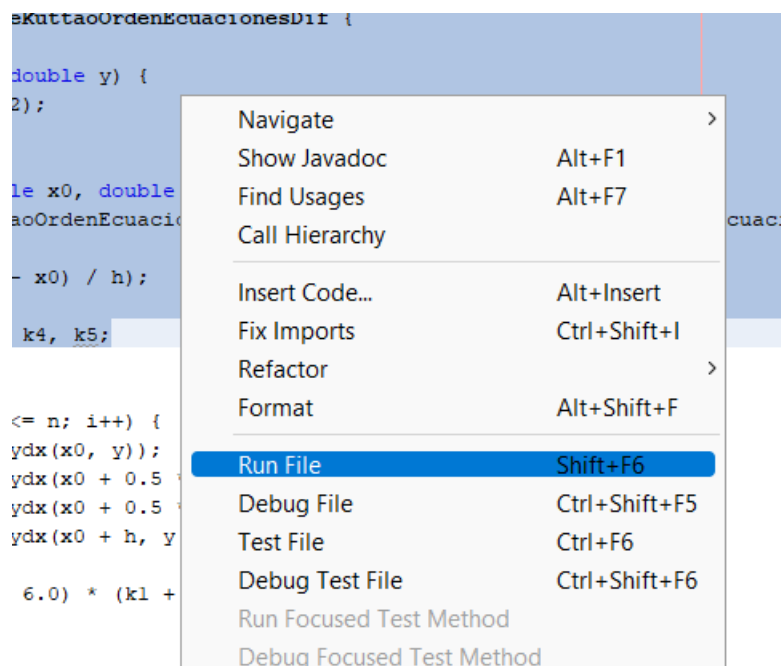 eKuttaoOrdenEcuacionesDif {
double y) {
2);
le x0, double
aoOrdenEcuaci
cuac
- x0) / h);
k4, k5;
<= n; i++) {
ydx(x0, y));
ydx(x0 + 0.5
ydx(x0 + 0.5
ydx(x0 + h, y
6.0) * (k1 +
Navigate >
Show Javadoc Alt+F1
Find Usages Alt+F7
Call Hierarchy
Insert Code... Alt+Insert
Fix Imports Ctrl+Shift+I
Refactor >
Format Alt+Shift+F
Run File Shift+F6
Debug File Ctrl+Shift+F5
Test File Ctrl+F6
Debug Test File Ctrl+Shift+F6
Run Focused Test Method
Debug Focused Test Method